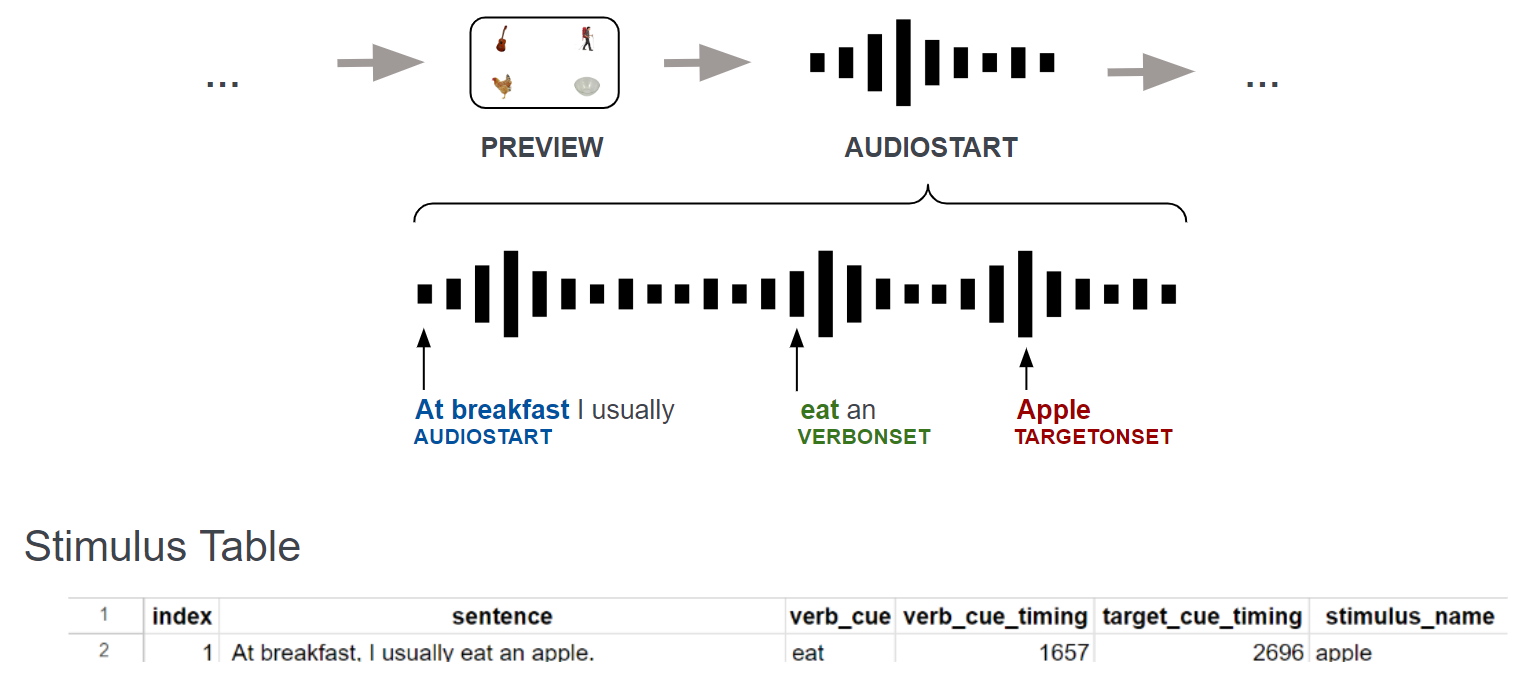 ...
...
PREVIEW
AUDIOSTART
At breakfast I usually
eat an
Apple
AUDIOSTART
VERBONSET
TARGETONSET
Stimulus Table
1 index sentence verb_cue verb_cue_timing target_cue_timing stimulus_name
2 1 At breakfast, I usually eat an apple. eat 1657 2696 apple